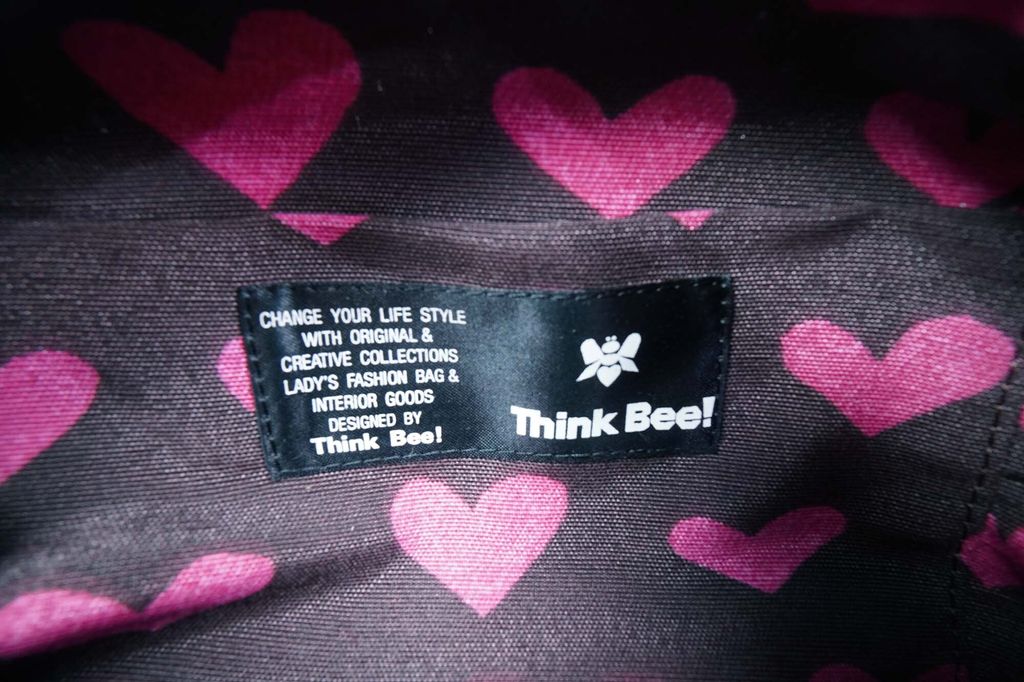 CHANGE YOUR LIFE STYLE
WITH ORIGINAL &
CREATIVE COLLECTIONS
LADY'S FASHION BAG &
INTERIOR GOODS
DESIGNED BY
Think Bee!
Think Bee!